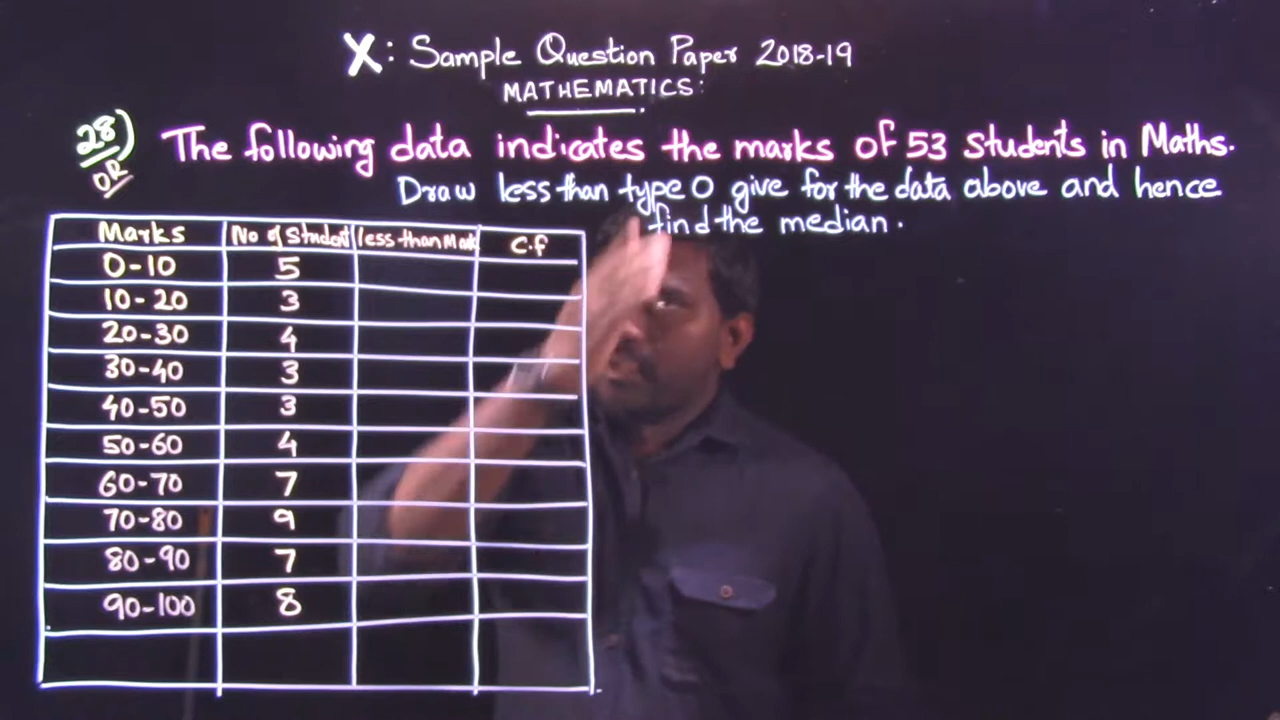 X: Sample Question Paper 2018-19
MATHEMATICS:
28) The following data indicates the marks of 53 students in Maths.
OR
Draw less than type O give for the data above and hence
find the median.
Marks No of Student less than Mark C.f
0-10 5
10-20 3
20-30 4
30-40 3
40-50 3
50-60 4
60-70 7
70-80 9
80-90 7
90-100 8